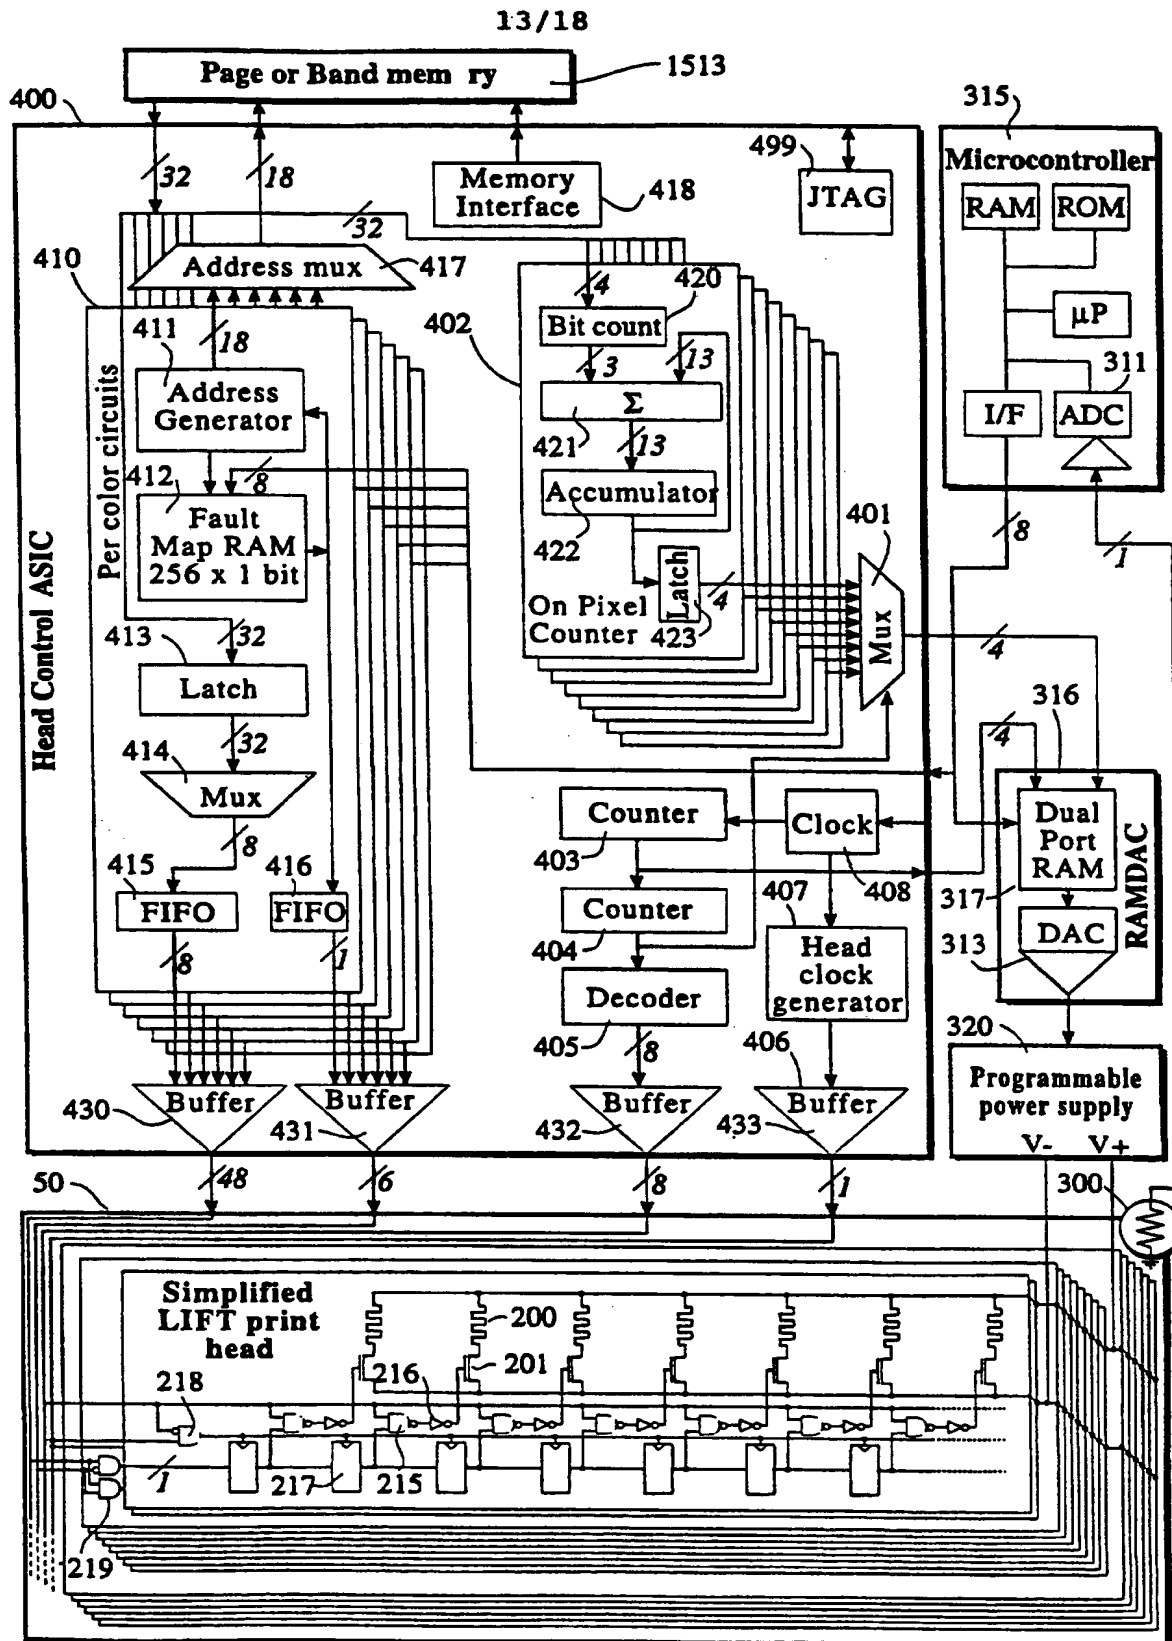 13/18
Page or Band mem ry
1513
400
315
32
18
Memory
Interface
418
499
JTAG
Microcontroller
RAM
ROM
32
410
Address mux
417
4
420
402
Bit count
µP
411
18
3
13
311
Address
Generator
Σ
I/F
ADC
421
13
412
8
Accumulator
Fault
Map RAM
256 x 1 bit
422
401
8
1
Per color circuits
Latch
4
Mux
Head Control ASIC
On Pixel
Counter
423
4
413
32
Latch
316
4
32
414
Mux
Counter
Clock
Dual
Port
RAM
RAMDAC
8
403
408
317
415
416
407
FIFO
FIFO
Counter
DAC
404
Head
clock
generator
313
8
1
Decoder
405
8
406
320
Programmable
power supply
V-
V+
Buffer
Buffer
Buffer
Buffer
430
431
432
433
50
48
6
8
1
300
Simplified
LIFT print
head
200
201
216
218
1
217
215
219